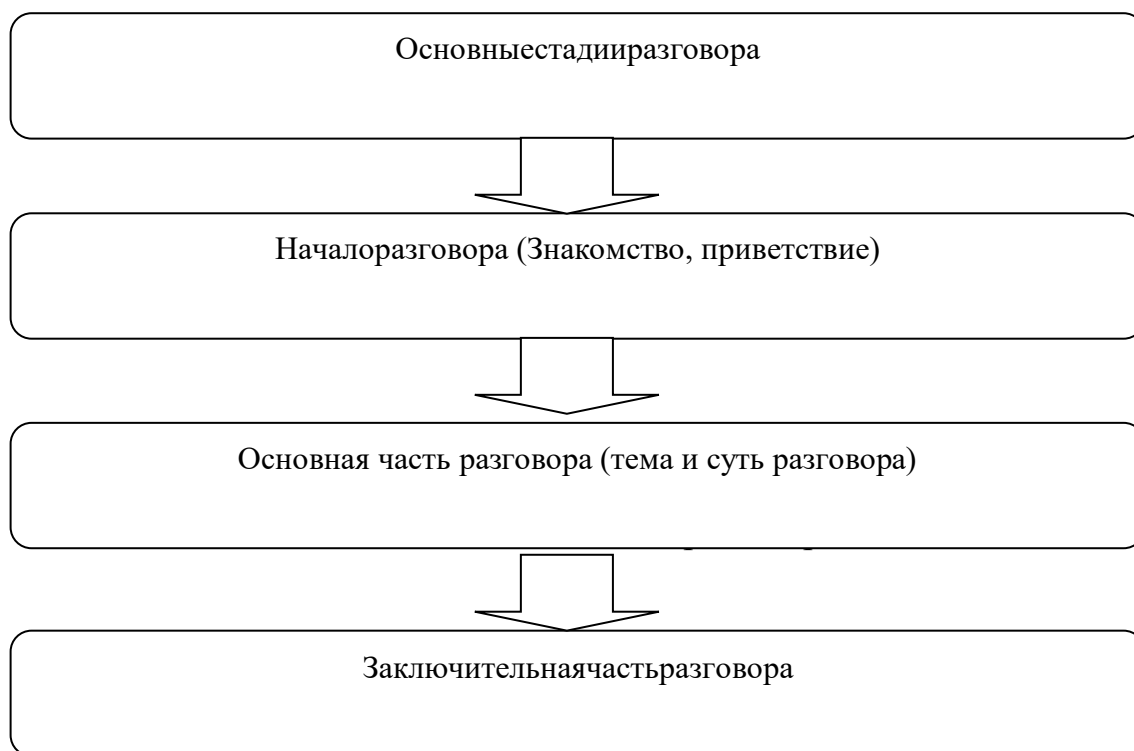 Основныестадииразговора
Началоразговора (Знакомство, приветствие)
Основная часть разговора (тема и суть разговора)
Заключительнаячастьразговора